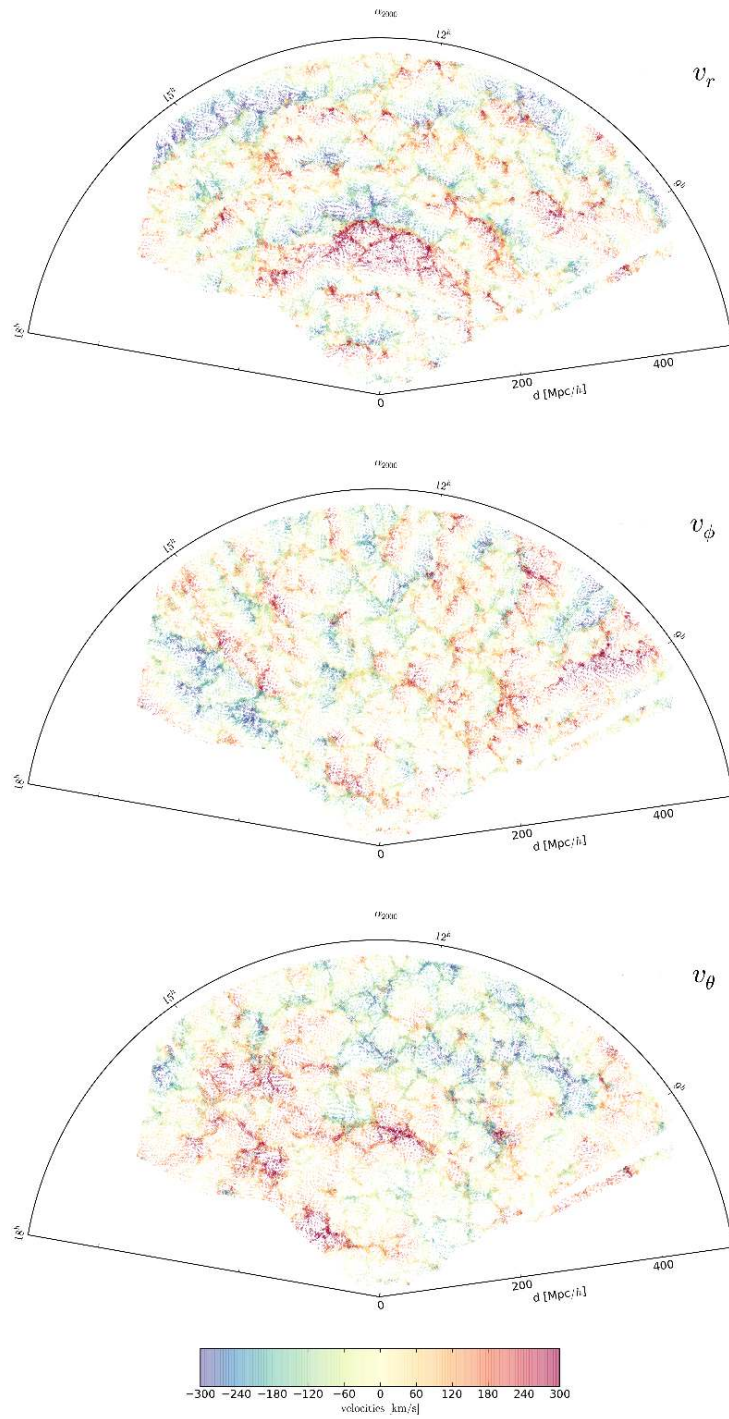 α2000
12h
15h
v_r
9h
18h
0
200
400
d [Mpc/h]
α2000
12h
15h
v_ϕ
9h
18h
0
200
400
d [Mpc/h]
α2000
12h
15h
v_θ
9h
18h
0
200
400
d [Mpc/h]
−300 −240 −180 −120 −60 0 60 120 180 240 300
velocities [km/s]